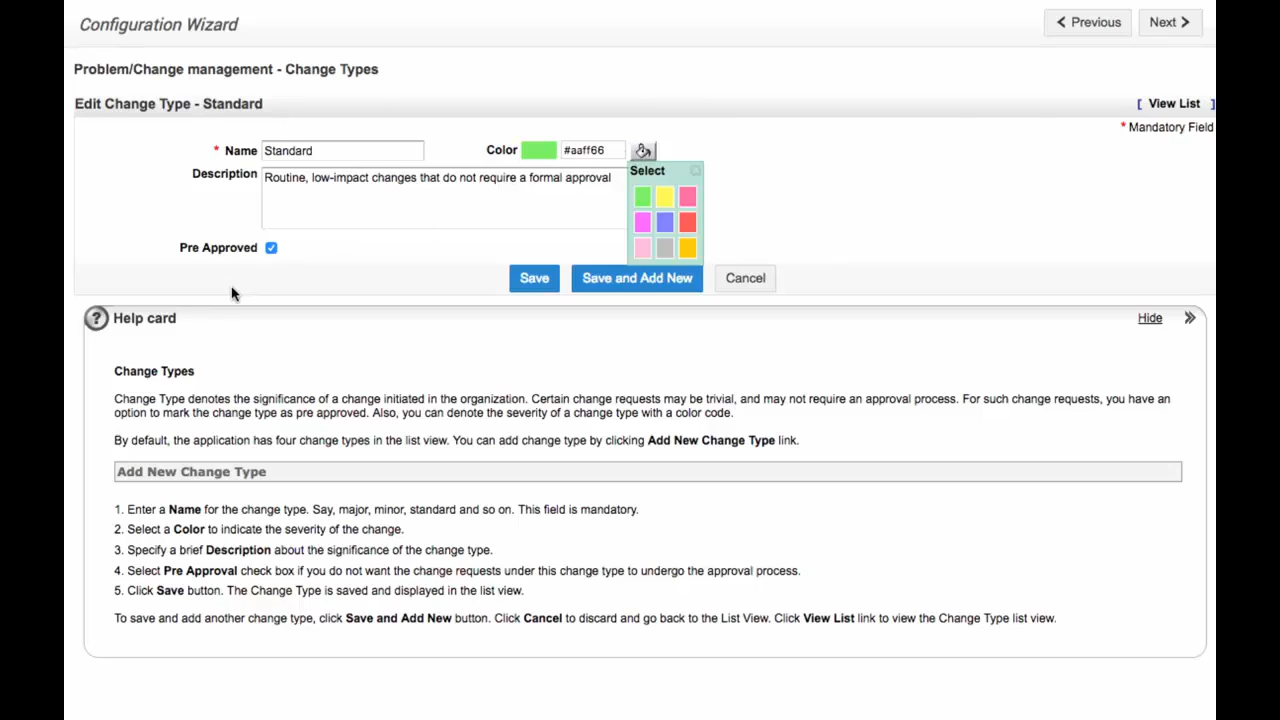 Configuration Wizard
Previous
Next
Problem/Change management - Change Types
Edit Change Type - Standard
[ View List ]
* Mandatory Field
* Name Standard
Color #aaff66
Description Routine, low-impact changes that do not require a formal approval
Select
Pre Approved
Save
Save and Add New
Cancel
? Help card
Hide
Change Types
Change Type denotes the significance of a change initiated in the organization. Certain change requests may be trivial, and may not require an approval process. For such change requests, you have an
option to mark the change type as pre approved. Also, you can denote the severity of a change type with a color code.
By default, the application has four change types in the list view. You can add change type by clicking Add New Change Type link.
Add New Change Type
1. Enter a Name for the change type. Say, major, minor, standard and so on. This field is mandatory.
2. Select a Color to indicate the severity of the change.
3. Specify a brief Description about the significance of the change type.
4. Select Pre Approval check box if you do not want the change requests under this change type to undergo the approval process.
5. Click Save button. The Change Type is saved and displayed in the list view.
To save and add another change type, click Save and Add New button. Click Cancel to discard and go back to the List View. Click View List link to view the Change Type list view.